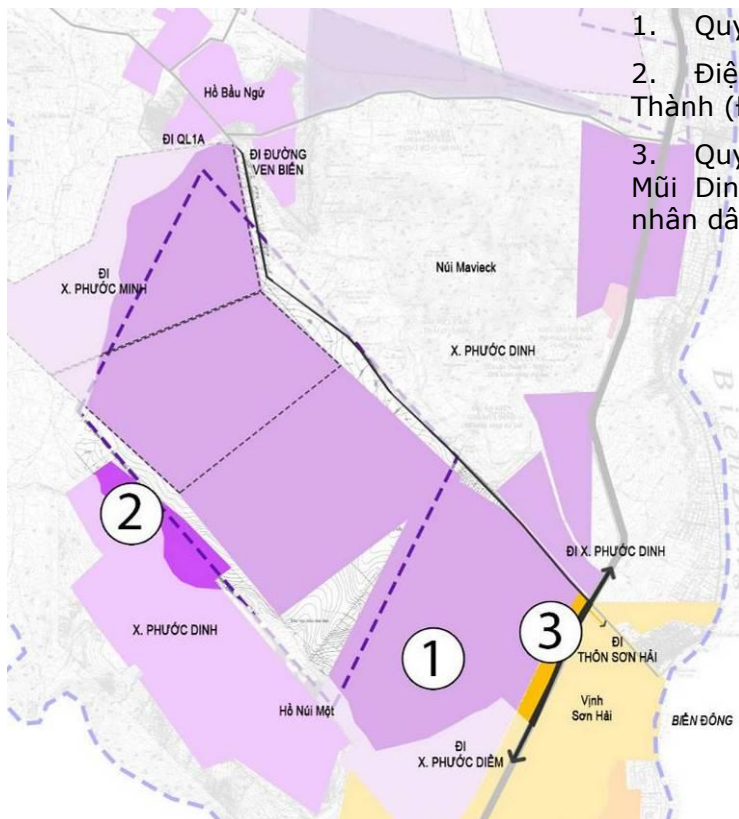 1. Quy
2. Điệ
Thành (
3. Quy
Mũi Din
nhân dâ
Hồ Bầu Ngứ
ĐI QL1A
ĐI ĐƯỜNG
VEN BIỂN
ĐI
X. PHƯỚC MINH
Núi Mavieck
X. PHƯỚC DINH
2
ĐI X. PHƯỚC DINH
X. PHƯỚC DINH
3
1
ĐI
THÔN SƠN HẢI
Vịnh
Sơn Hải
Hồ Núi Một
BIỂN ĐÔNG
ĐI
X. PHƯỚC DIÊM